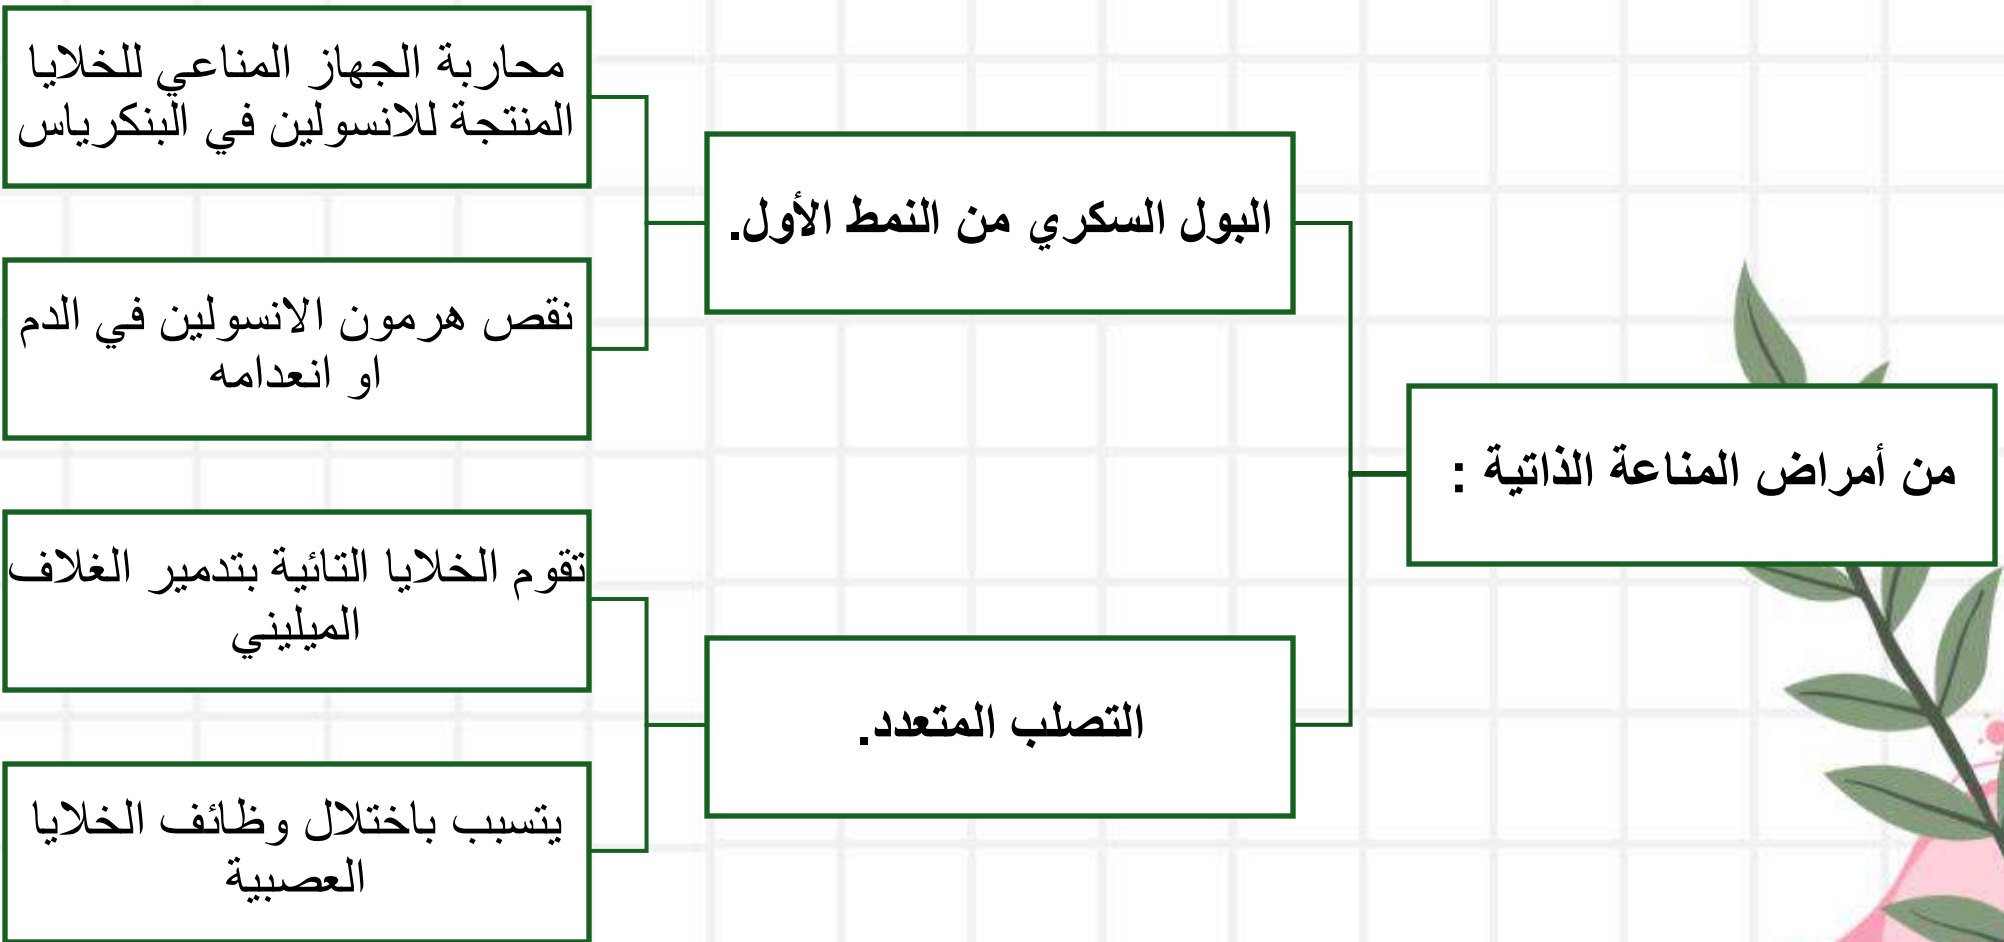 من أمراض المناعة الذاتية :
البول السكري من النمط الأول.
محاربة الجهاز المناعي للخلايا
المنتجة للانسولين في البنكرياس
نقص هرمون الانسولين في الدم
او انعدامه
التصلب المتعدد.
تقوم الخلايا التائية بتدمير الغلاف
الميليني
يتسبب باختلال وظائف الخلايا
العصبية